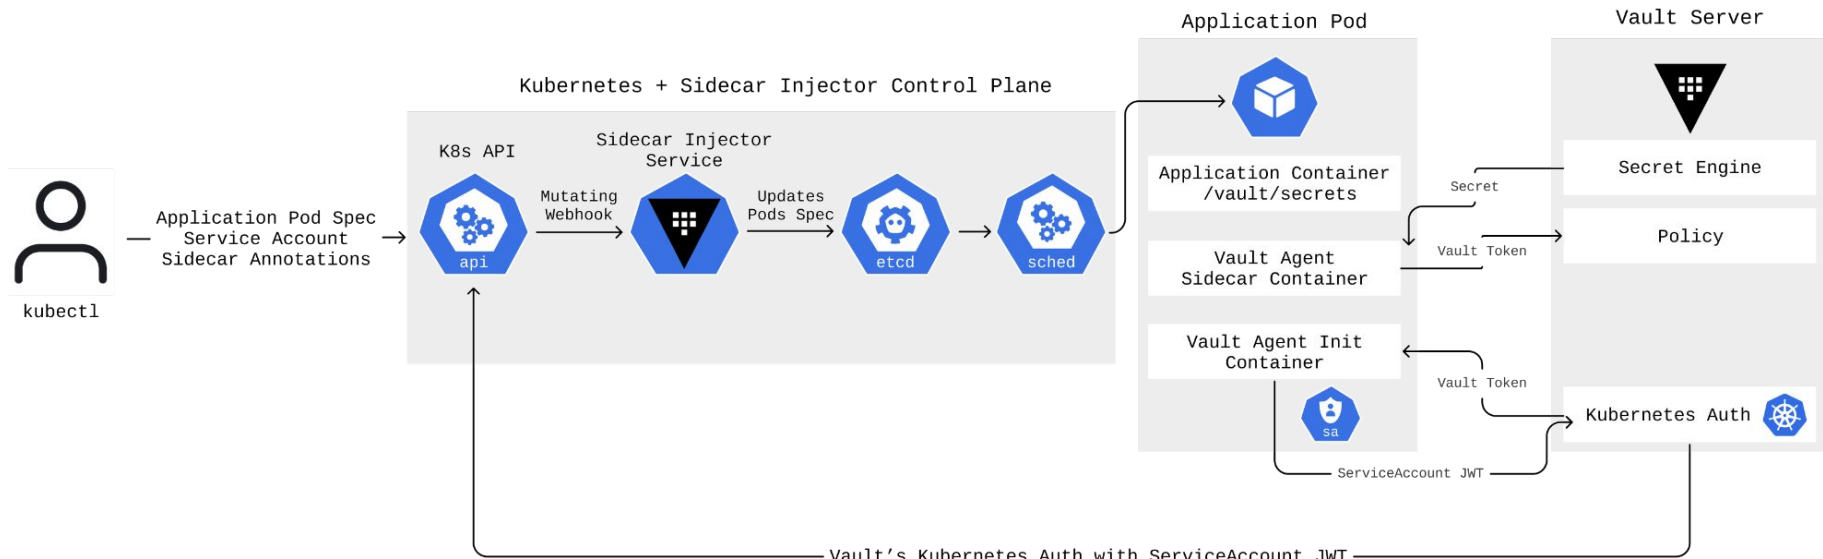 Application Pod
Vault Server
Kubernetes + Sidecar Injector Control Plane
K8s API
Sidecar Injector
Service
api
Mutating
Webhook
Updates
Pods Spec
etcd
sched
Application Pod Spec
Service Account
Sidecar Annotations
kubectl
Application Container
/vault/secrets
Vault Agent
Sidecar Container
Vault Agent Init
Container
sa
Secret
Vault Token
Vault Token
ServiceAccount JWT
Secret Engine
Policy
Kubernetes Auth
Vault’s Kubernetes Auth with ServiceAccount JWT